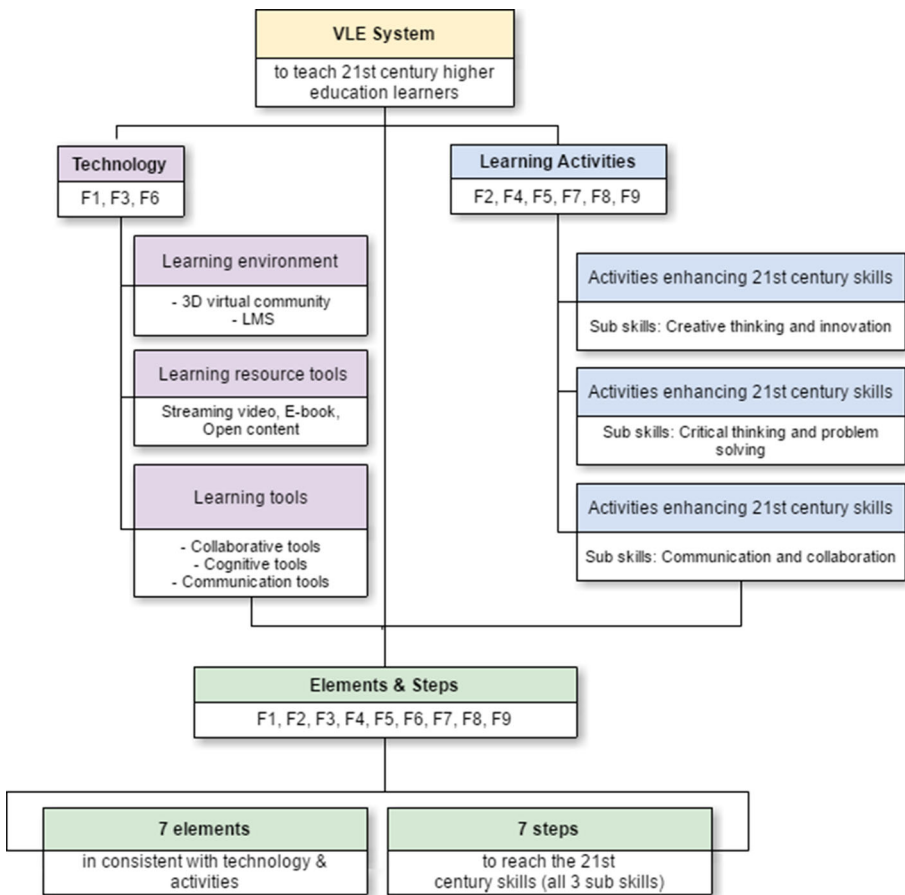 VLE System
to teach 21st century higher
education learners
Technology
F1, F3, F6
Learning environment
- 3D virtual community
- LMS
Learning resource tools
Streaming video, E-book,
Open content
Learning tools
- Collaborative tools
- Cognitive tools
- Communication tools
Learning Activities
F2, F4, F5, F7, F8, F9
Activities enhancing 21st century skills
Sub skills: Creative thinking and innovation
Activities enhancing 21st century skills
Sub skills: Critical thinking and problem
solving
Activities enhancing 21st century skills
Sub skills: Communication and collaboration
Elements & Steps
F1, F2, F3, F4, F5, F6, F7, F8, F9
7 elements
in consistent with technology &
activities
7 steps
to reach the 21st
century skills (all 3 sub skills)